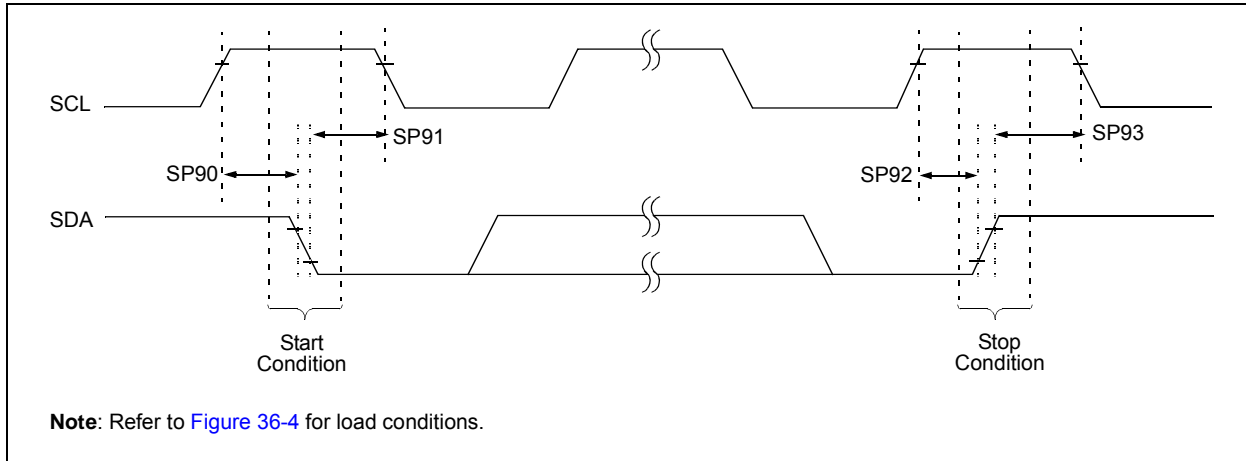 SCL
SP91
SP93
SP90
SP92
SDA
Start
Condition
Stop
Condition
Note: Refer to Figure 36-4 for load conditions.